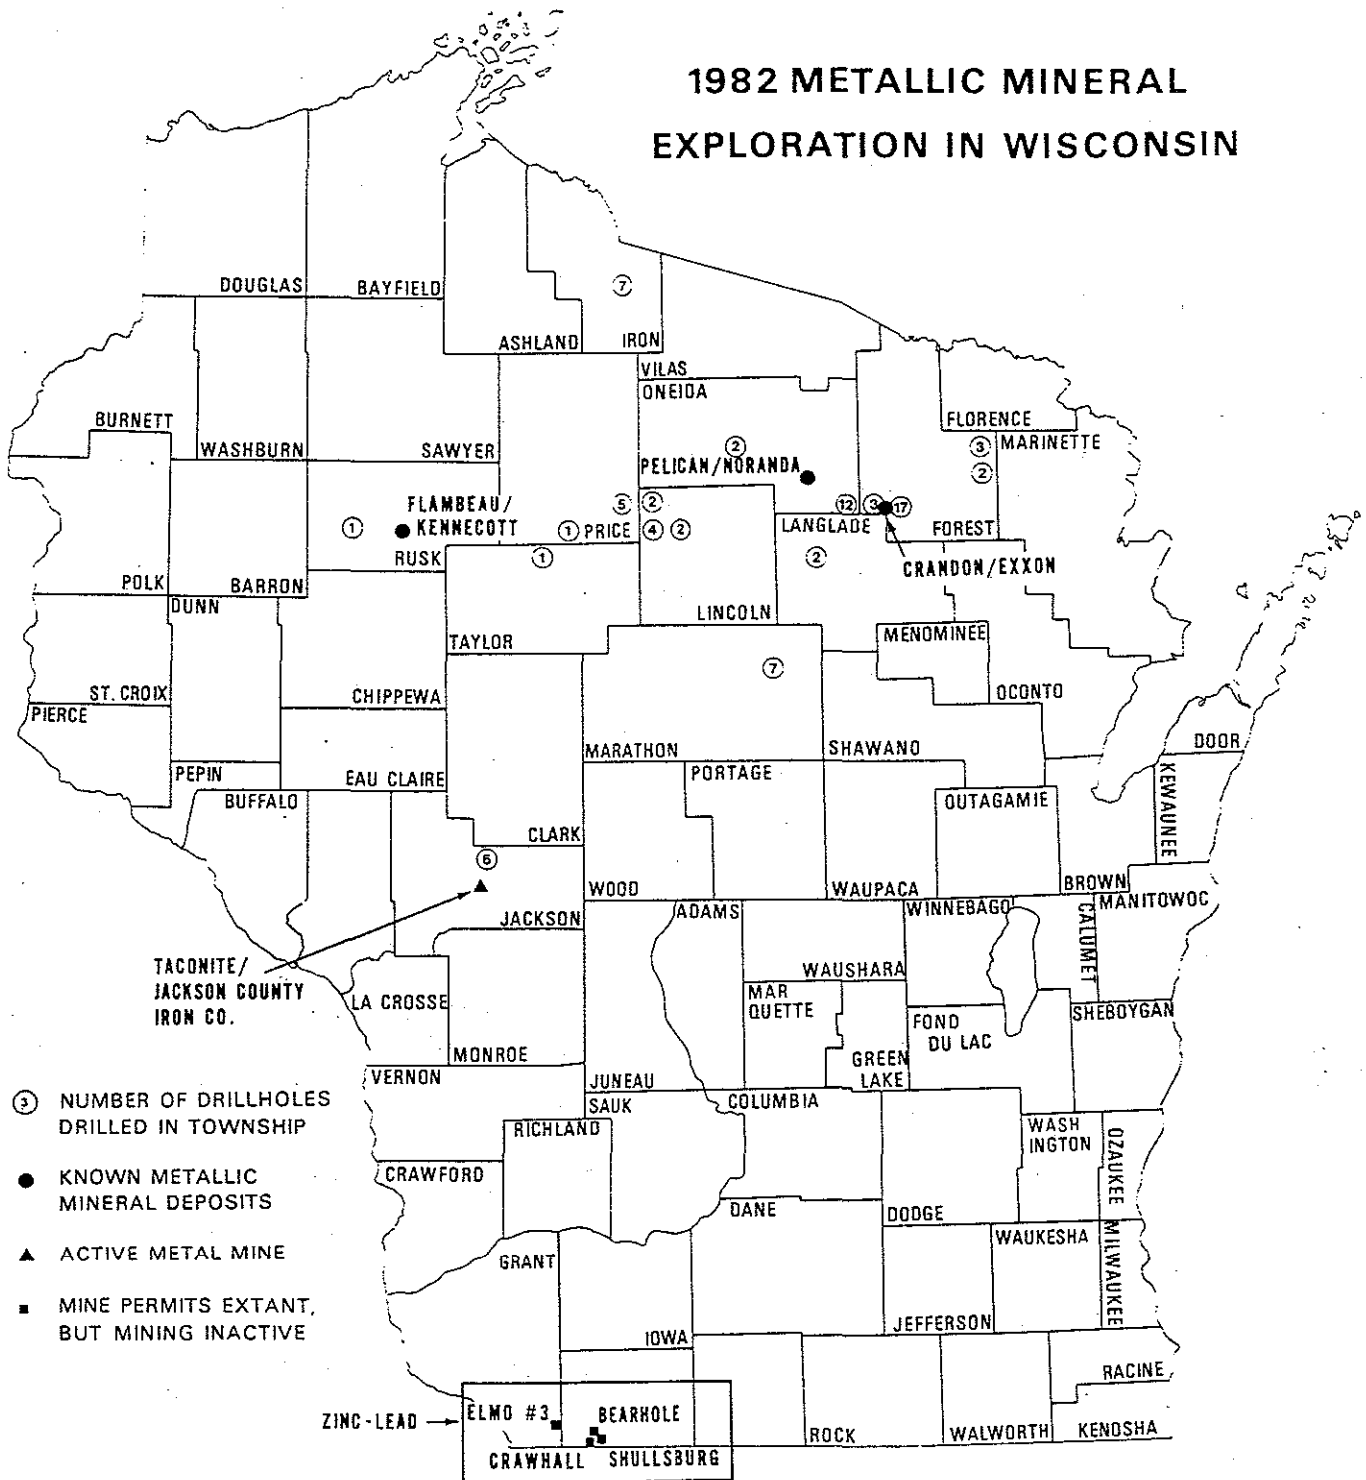 1982 METALLIC MINERAL
EXPLORATION IN WISCONSIN
DOUGLAS
BAYFIELD
7
ASHLAND
IRON
VILAS
ONEIDA
BURNETT
WASHBURN
SAWYER
FLORENCE
MARINETTE
2
3
2
PELICAN/NORANDA
FLAMBEAU/
KENNECOTT
1
5
2
12
3
17
1
PRICE
4
2
LANGLADE
FOREST
RUSK
1
2
CRANDON/EXXON
POLK
BARRON
DUNN
LINCOLN
TAYLOR
MENOMINEE
7
ST. CROIX
PIERCE
CHIPPEWA
OCONTO
MARATHON
SHAWANO
DOOR
PEPIN
EAU CLAIRE
PORTAGE
KEWAUNEE
BUFFALO
OUTAGAMIE
CLARK
6
WOOD
WAUPACA
BROWN
ADAMS
WINNEBAGO
MANITOWOC
JACKSON
CALUMET
TACONITE/
JACKSON COUNTY
IRON CO.
WAUSHARA
LA CROSSE
MAR
QUETTE
SHEBOYGAN
FOND
DU LAC
MONROE
GREEN
LAKE
VERNON
JUNEAU
SAUK
COLUMBIA
3 NUMBER OF DRILLHOLES
DRILLED IN TOWNSHIP
RICHLAND
WASH
INGTON
OZAUKEE
CRAWFORD
KNOWN METALLIC
MINERAL DEPOSITS
DANE
DODGE
WAUKESHA
MILWAUKEE
ACTIVE METAL MINE
GRANT
MINE PERMITS EXTANT,
BUT MINING INACTIVE
IOWA
JEFFERSON
RACINE
ZINC-LEAD
ELMO #3
BEARHOLE
ROCK
WALWORTH
KENOSHA
CRAWHALL
SHULLSBURG